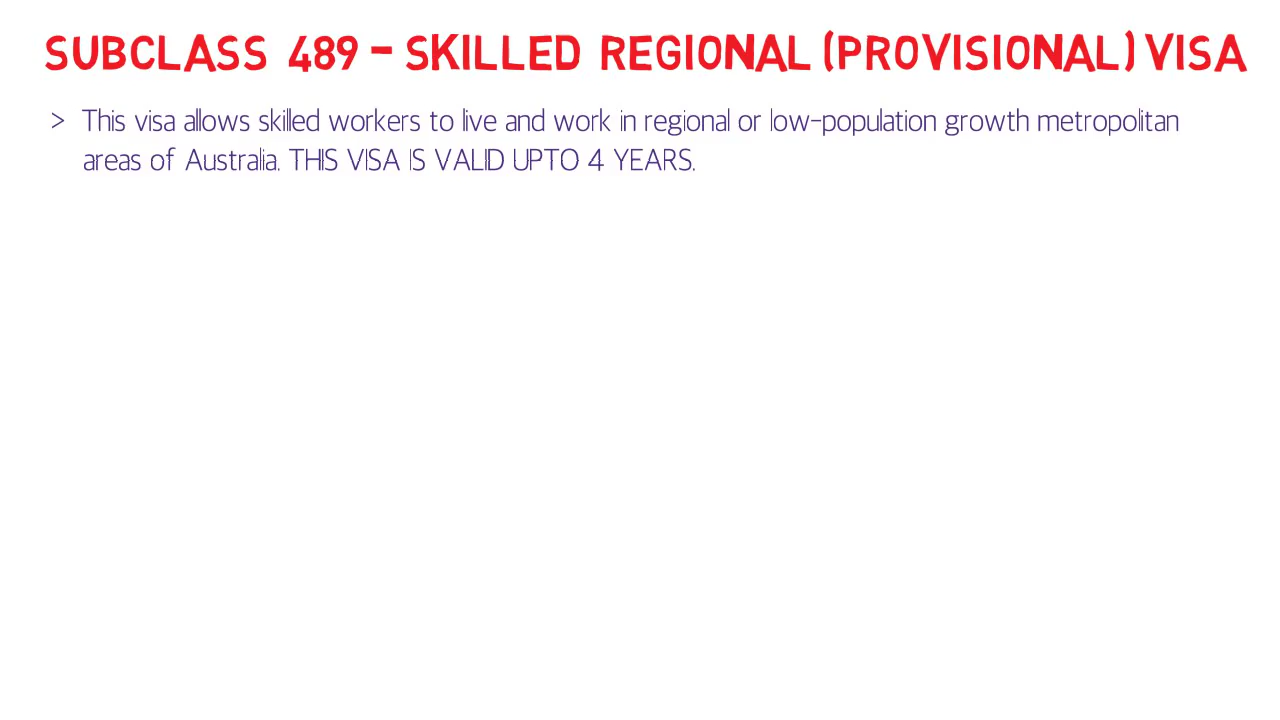 SUBCLASS 489 - SKILLED REGIONAL (PROVISIONAL) VISA
> This visa allows skilled workers to live and work in regional or low-population growth metropolitan
areas of Australia. THIS VISA IS VALID UPTO 4 YEARS.